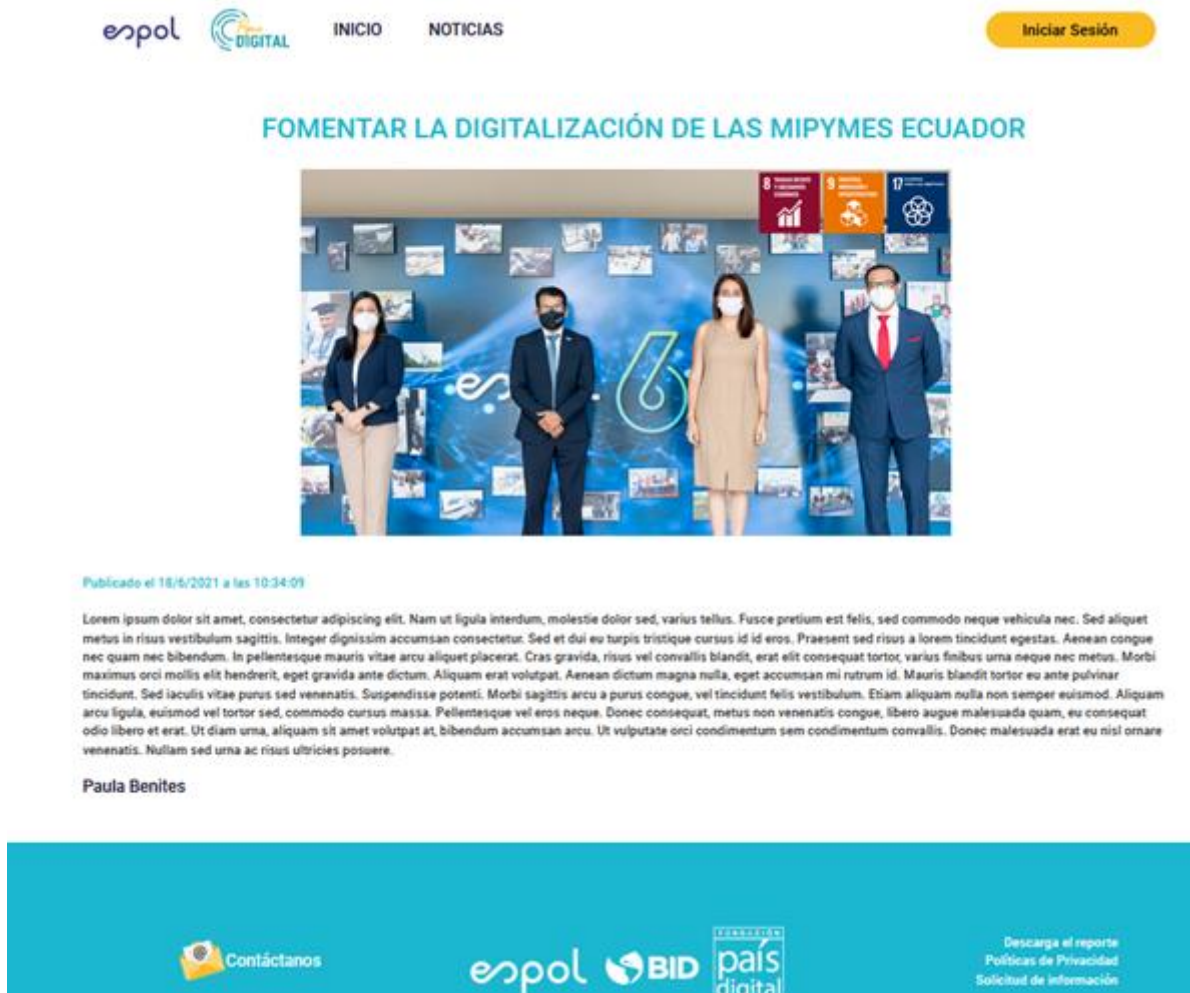 espol
DIGITAL
INICIO
NOTICIAS
Iniciar Sesión
FOMENTAR LA DIGITALIZACIÓN DE LAS MIPYMES ECUADOR
8 TRABAJO DECENTE
Y CRECIMIENTO
ECONÓMICO
9
17
6
Publicado el 18/6/2021 a las 10:34:09
Lorem ipsum dolor sit amet, consectetur adipiscing elit. Nam ut ligula interdum, molestie dolor sed, varius tellus. Fusce pretium est felis, sed commodo neque vehicula nec. Sed aliquet
metus in risus vestibulum sagittis. Integer dignissim accumsan consectetur. Sed et dui eu turpis tristique cursus id id eros. Praesent sed risus a lorem tincidunt egestas. Aenean congue
nec quam nec bibendum. In pellentesque mauris vitae arcu aliquet placerat. Cras gravida, risus vel convallis blandit, erat elit consequat tortor, varius finibus urna neque nec metus. Morbi
maximus orci mollis elit hendrerit, eget gravida ante dictum. Aliquam erat volutpat. Aenean dictum magna nulla, eget accumsan mi rutrum id. Mauris blandit tortor eu ante pulvinar
tincidunt. Sed iaculis vitae purus sed venenatis. Suspendisse potenti. Morbi sagittis arcu a purus congue, vel tincidunt felis vestibulum. Etiam aliquam nulla non semper euismod. Aliquam
arcu ligula, euismod vel tortor sed, commodo cursus massa. Pellentesque vel eros neque. Donec consequat, metus non venenatis congue, libero augue malesuada quam, eu consequat
odio libero et erat. Ut diam urna, aliquam sit amet volutpat at, bibendum accumsan arcu. Ut vulputate orci condimentum sem condimentum convallis. Donec malesuada erat eu nisl ornare
venenatis. Nullam sed urna ac risus ultricies posuere.
Paula Benites
Contáctanos
espol
BID
FUNDACIÓN
país
digital
Descarga el reporte
Políticas de Privacidad
Solicitud de información